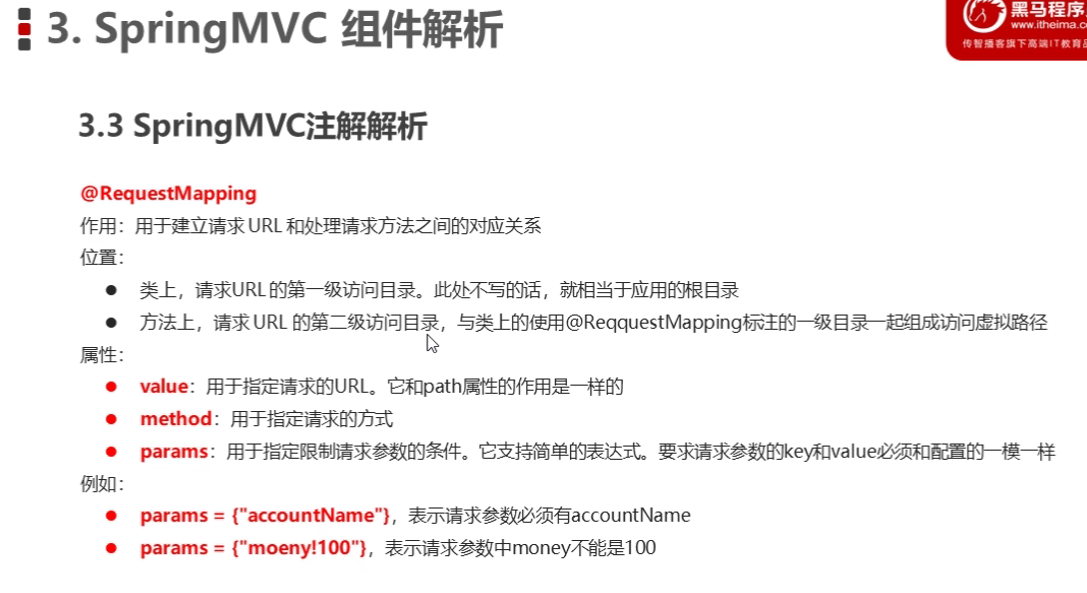 3. SpringMVC 组件解析
黑马程序
www.itheima.c
传智播客旗下高端IT教育品
3.3 SpringMVC注解解析
@RequestMapping
作用：用于建立请求 URL 和处理请求方法之间的对应关系
位置：
● 类上，请求URL 的第一级访问目录。此处不写的话，就相当于应用的根目录
● 方法上，请求 URL 的第二级访问目录，与类上的使用@ReqquestMapping标注的一级目录一起组成访问虚拟路径
属性：
● value：用于指定请求的URL。它和path属性的作用是一样的
● method：用于指定请求的方式
● params：用于指定限制请求参数的条件。它支持简单的表达式。要求请求参数的key和value必须和配置的一模一样
例如：
● params = {"accountName"}，表示请求参数必须有accountName
● params = {"moeny!100"}，表示请求参数中money不能是100